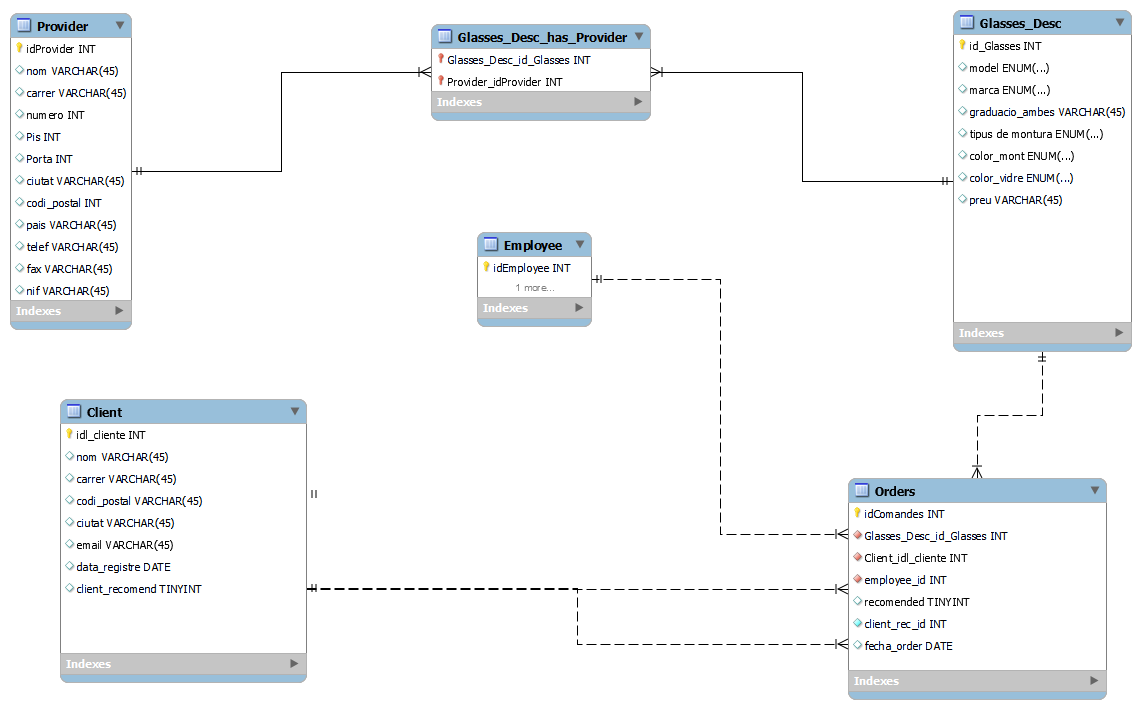 Provider
idProvider INT
nom VARCHAR(45)
carrer VARCHAR(45)
numero INT
Pis INT
Porta INT
ciutat VARCHAR(45)
codi_postal INT
pais VARCHAR(45)
telef VARCHAR(45)
fax VARCHAR(45)
nif VARCHAR(45)
Indexes
Glasses_Desc_has_Provider
Glasses_Desc_id_Glasses INT
Provider_idProvider INT
Indexes
Glasses_Desc
id_Glasses INT
model ENUM(...)
marca ENUM(...)
graduacio_ambes VARCHAR(45)
tipus de montura ENUM(...)
color_mont ENUM(...)
color_vidre ENUM(...)
preu VARCHAR(45)
Indexes
Employee
idEmployee INT
1 more...
Indexes
Client
idl_cliente INT
nom VARCHAR(45)
carrer VARCHAR(45)
codi_postal VARCHAR(45)
ciutat VARCHAR(45)
email VARCHAR(45)
data_registre DATE
client_recomend TINYINT
Indexes
Orders
idComandes INT
Glasses_Desc_id_Glasses INT
Client_idl_cliente INT
employee_id INT
recomended TINYINT
client_rec_id INT
fecha_order DATE
Indexes